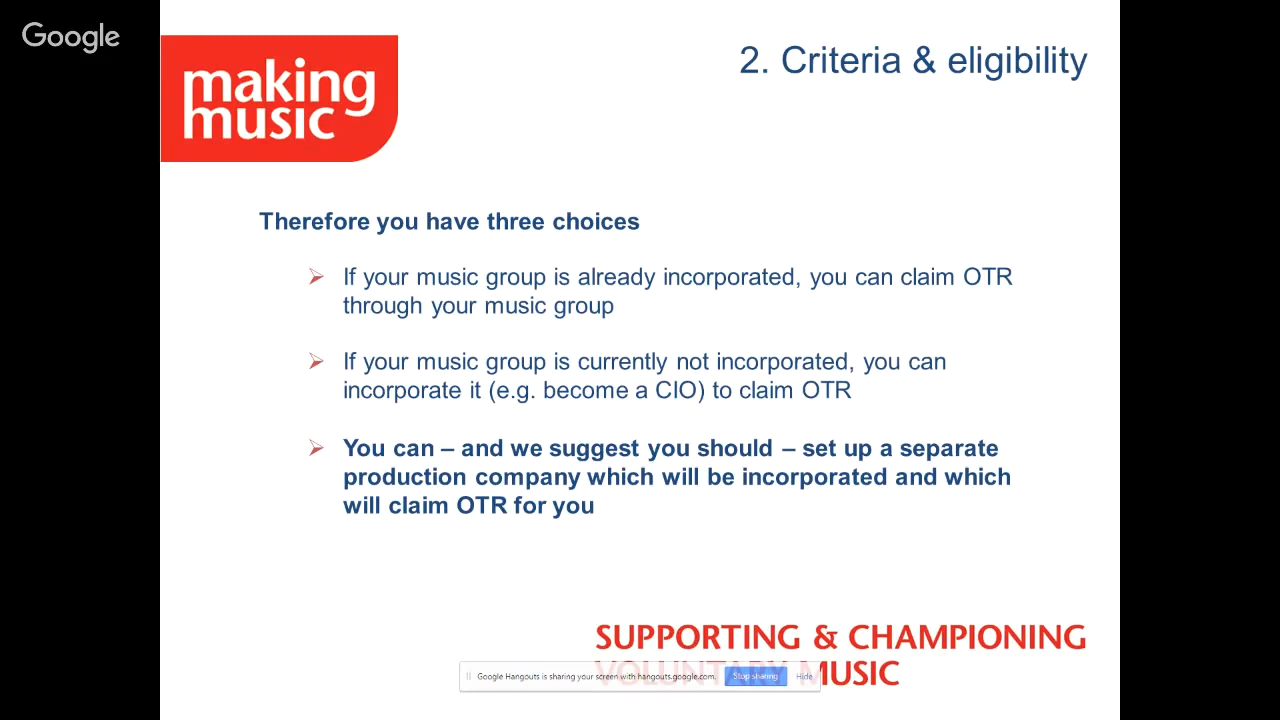 Google
making
music
2. Criteria & eligibility
Therefore you have three choices
If your music group is already incorporated, you can claim OTR
through your music group
If your music group is currently not incorporated, you can
incorporate it (e.g. become a CIO) to claim OTR
You can – and we suggest you should – set up a separate
production company which will be incorporated and which
will claim OTR for you
SUPPORTING & CHAMPIONING
VOLUNTARY MUSIC
Google Hangouts is sharing your screen with hangouts.google.com.
Stop sharing
Hide